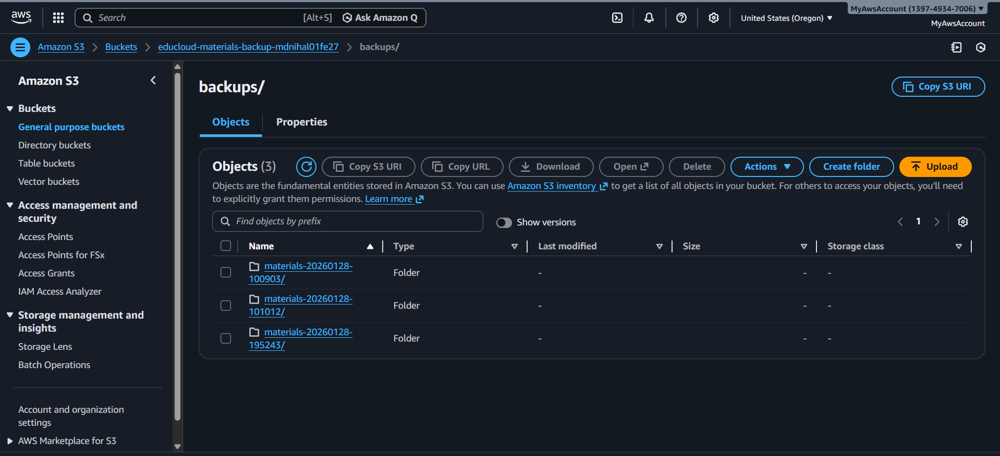 aws
Search [Alt+S] Ask Amazon Q
United States (Oregon)
MyAwsAccount (1397-4934-7006)
MyAwsAccount
Amazon S3 Buckets educloud-materials-backup-mdnihal01fe27 backups/
Amazon S3
Buckets
General purpose buckets
Directory buckets
Table buckets
Vector buckets
Access management and
security
Access Points
Access Points for FSx
Access Grants
IAM Access Analyzer
Storage management and
insights
Storage Lens
Batch Operations
Account and organization
settings
AWS Marketplace for S3
backups/
Copy S3 URI
Objects Properties
Objects (3) Copy S3 URI Copy URL Download Open Delete Actions Create folder Upload
Objects are the fundamental entities stored in Amazon S3. You can use Amazon S3 inventory to get a list of all objects in your bucket. For others to access your objects, you'll need
to explicitly grant them permissions. Learn more
Find objects by prefix Show versions 1
Name Type Last modified Size Storage class
materials-20260128-
100903/
Folder - - -
materials-20260128-
101012/
Folder - - -
materials-20260128-
195243/
Folder - - -